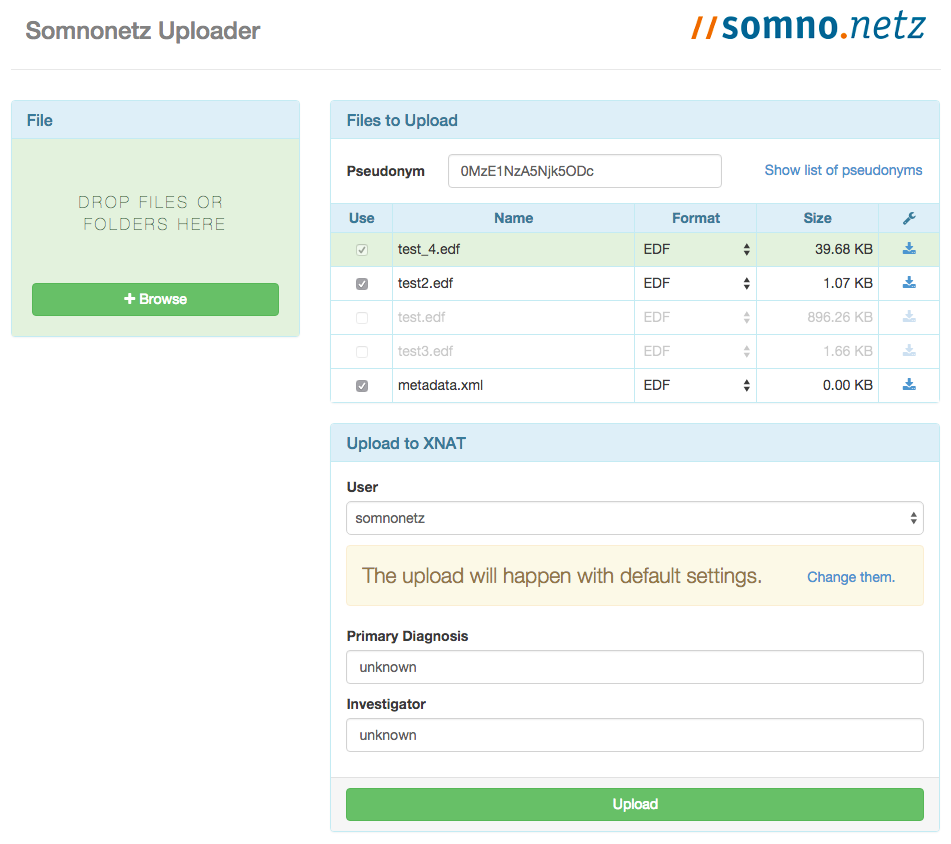 Somnonetz Uploader
//somno.netz
File
DROP FILES OR
FOLDERS HERE
Browse
Files to Upload
Pseudonym 0MzE1NzA5Njk5ODc Show list of pseudonyms
Use Name Format Size
test_4.edf EDF 39.68 KB
test2.edf EDF 1.07 KB
test.edf EDF 896.26 KB
test3.edf EDF 1.66 KB
metadata.xml EDF 0.00 KB
Upload to XNAT
User
somnonetz
The upload will happen with default settings. Change them.
Primary Diagnosis
unknown
Investigator
unknown
Upload